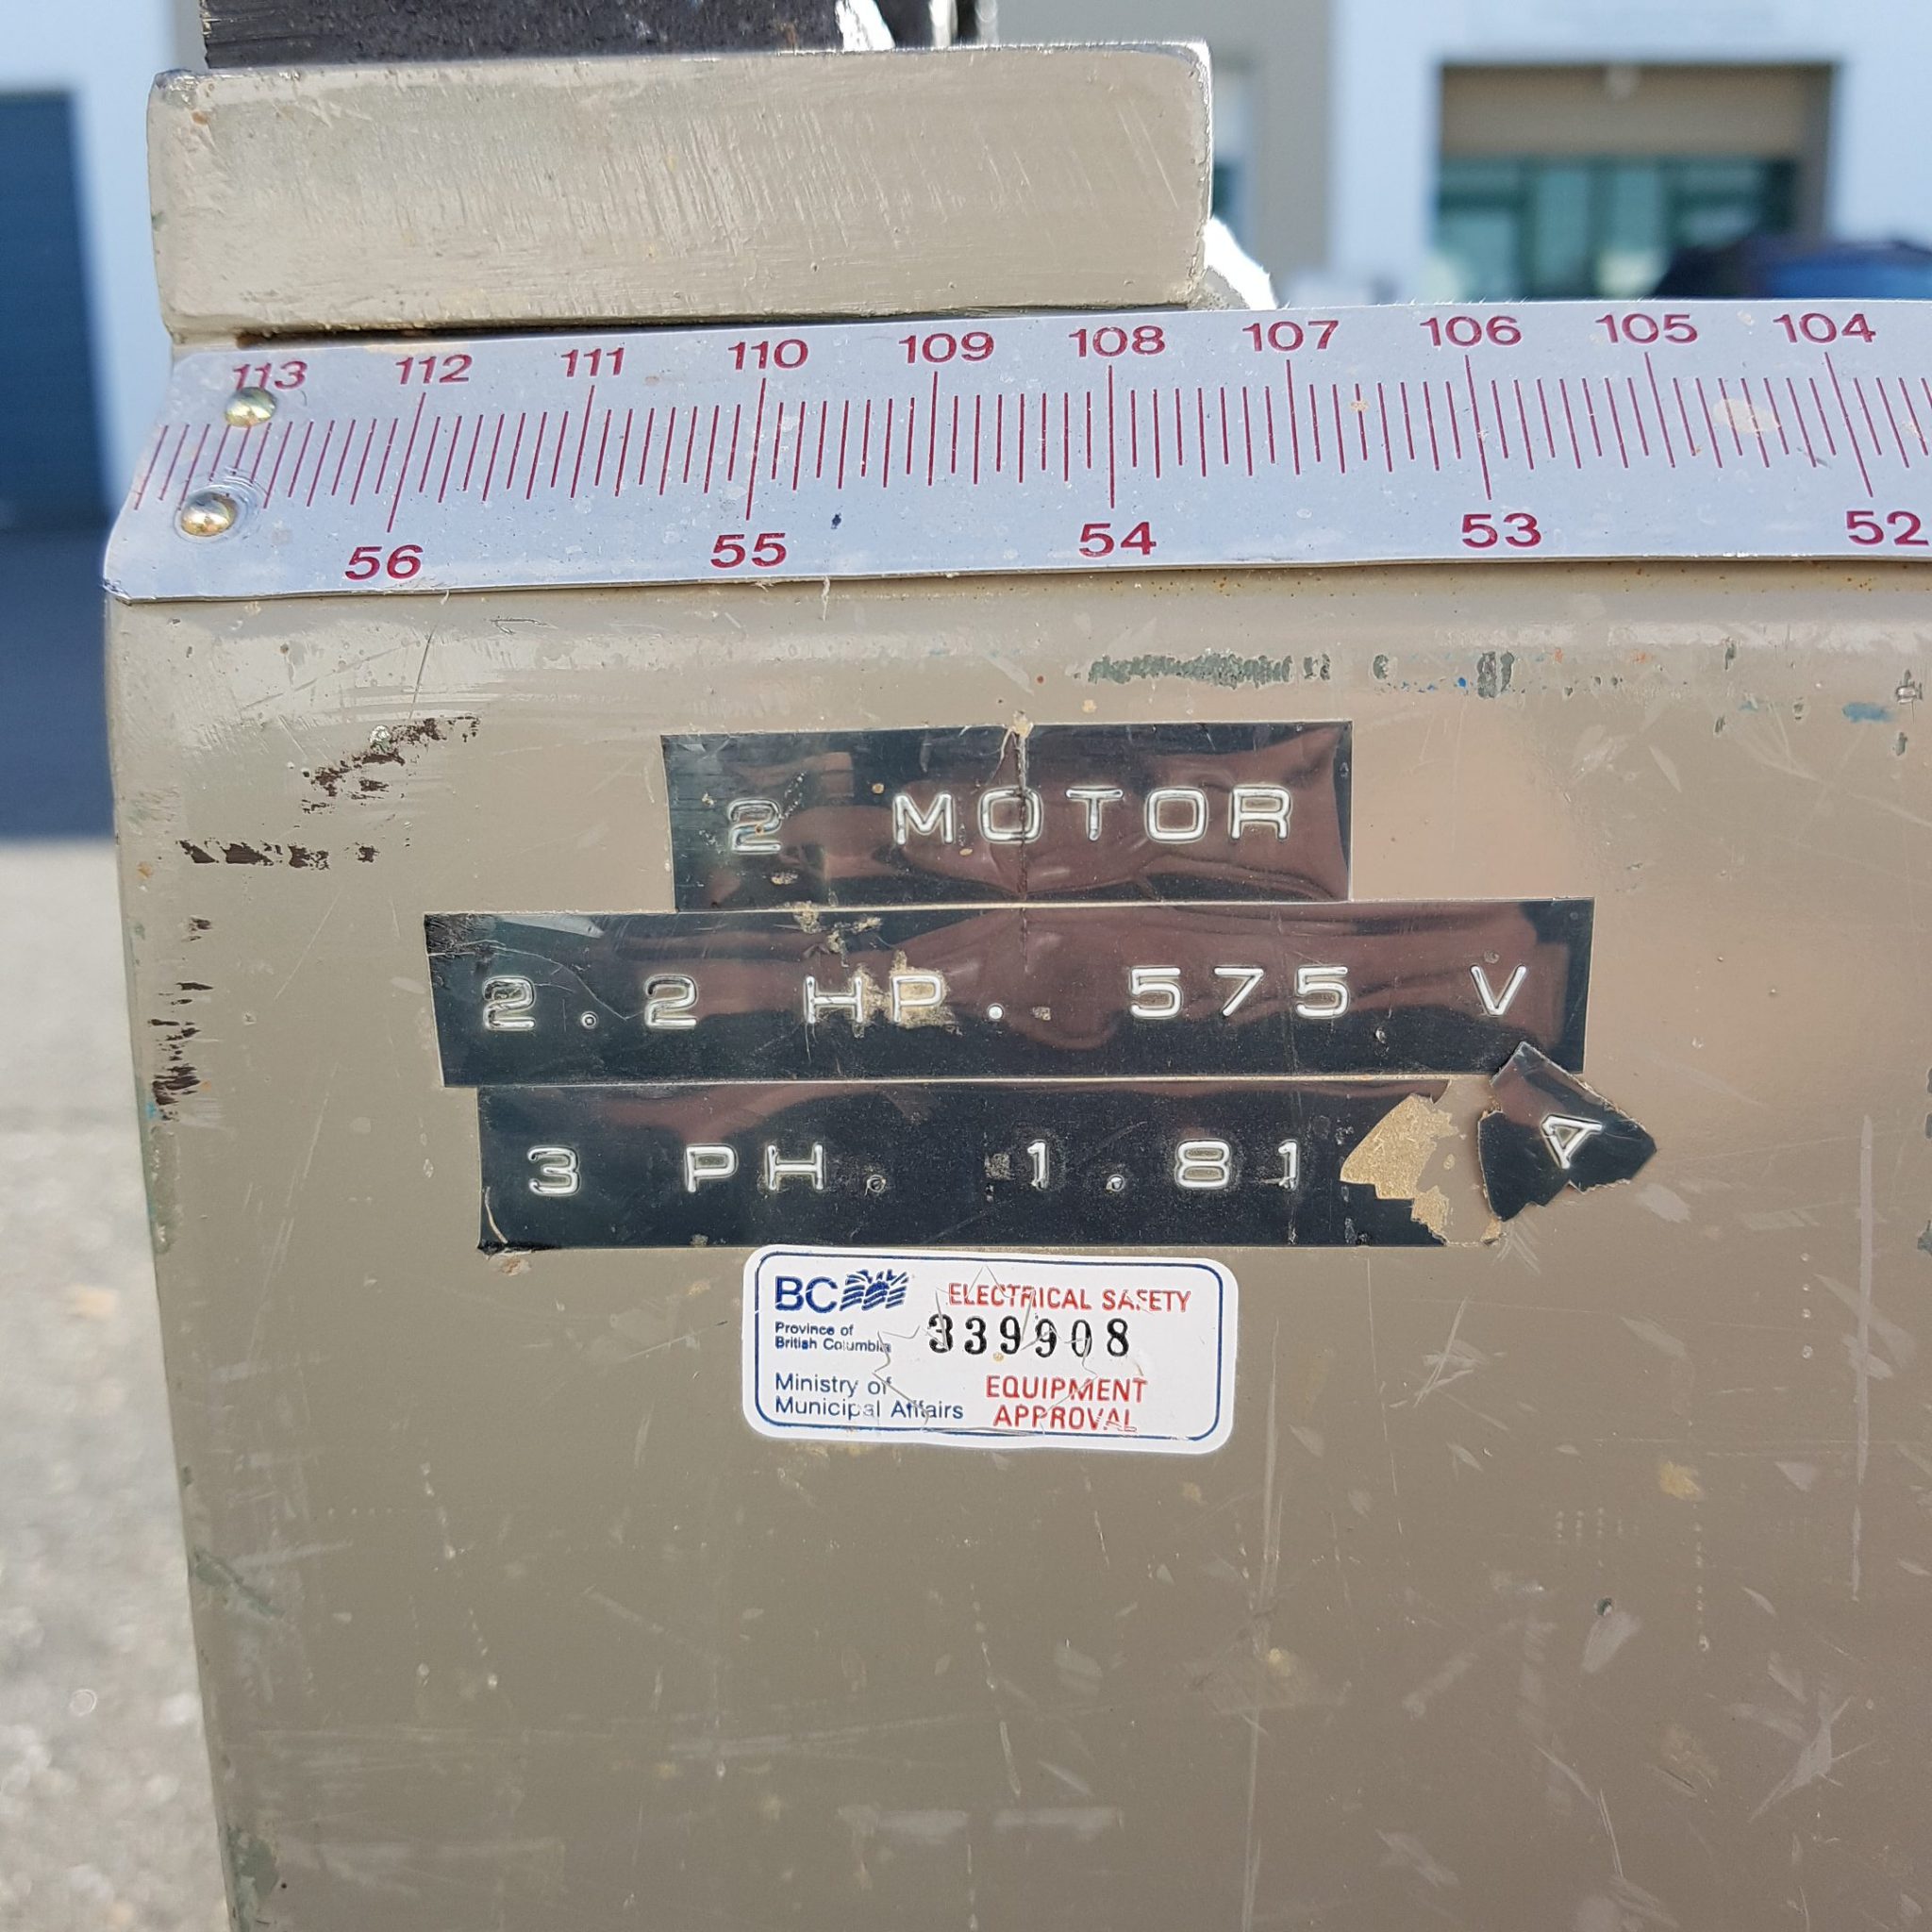 113 112 111 110 109 108 107 106 105 104
56 55 54 53 52
2 MOTOR
2.2 HP. 575 V
3 PH. 1.81 A
BC ELECTRICAL SAFETY
Province of
British Columbia
339908
Ministry of
Municipal Affairs
EQUIPMENT
APPROVAL